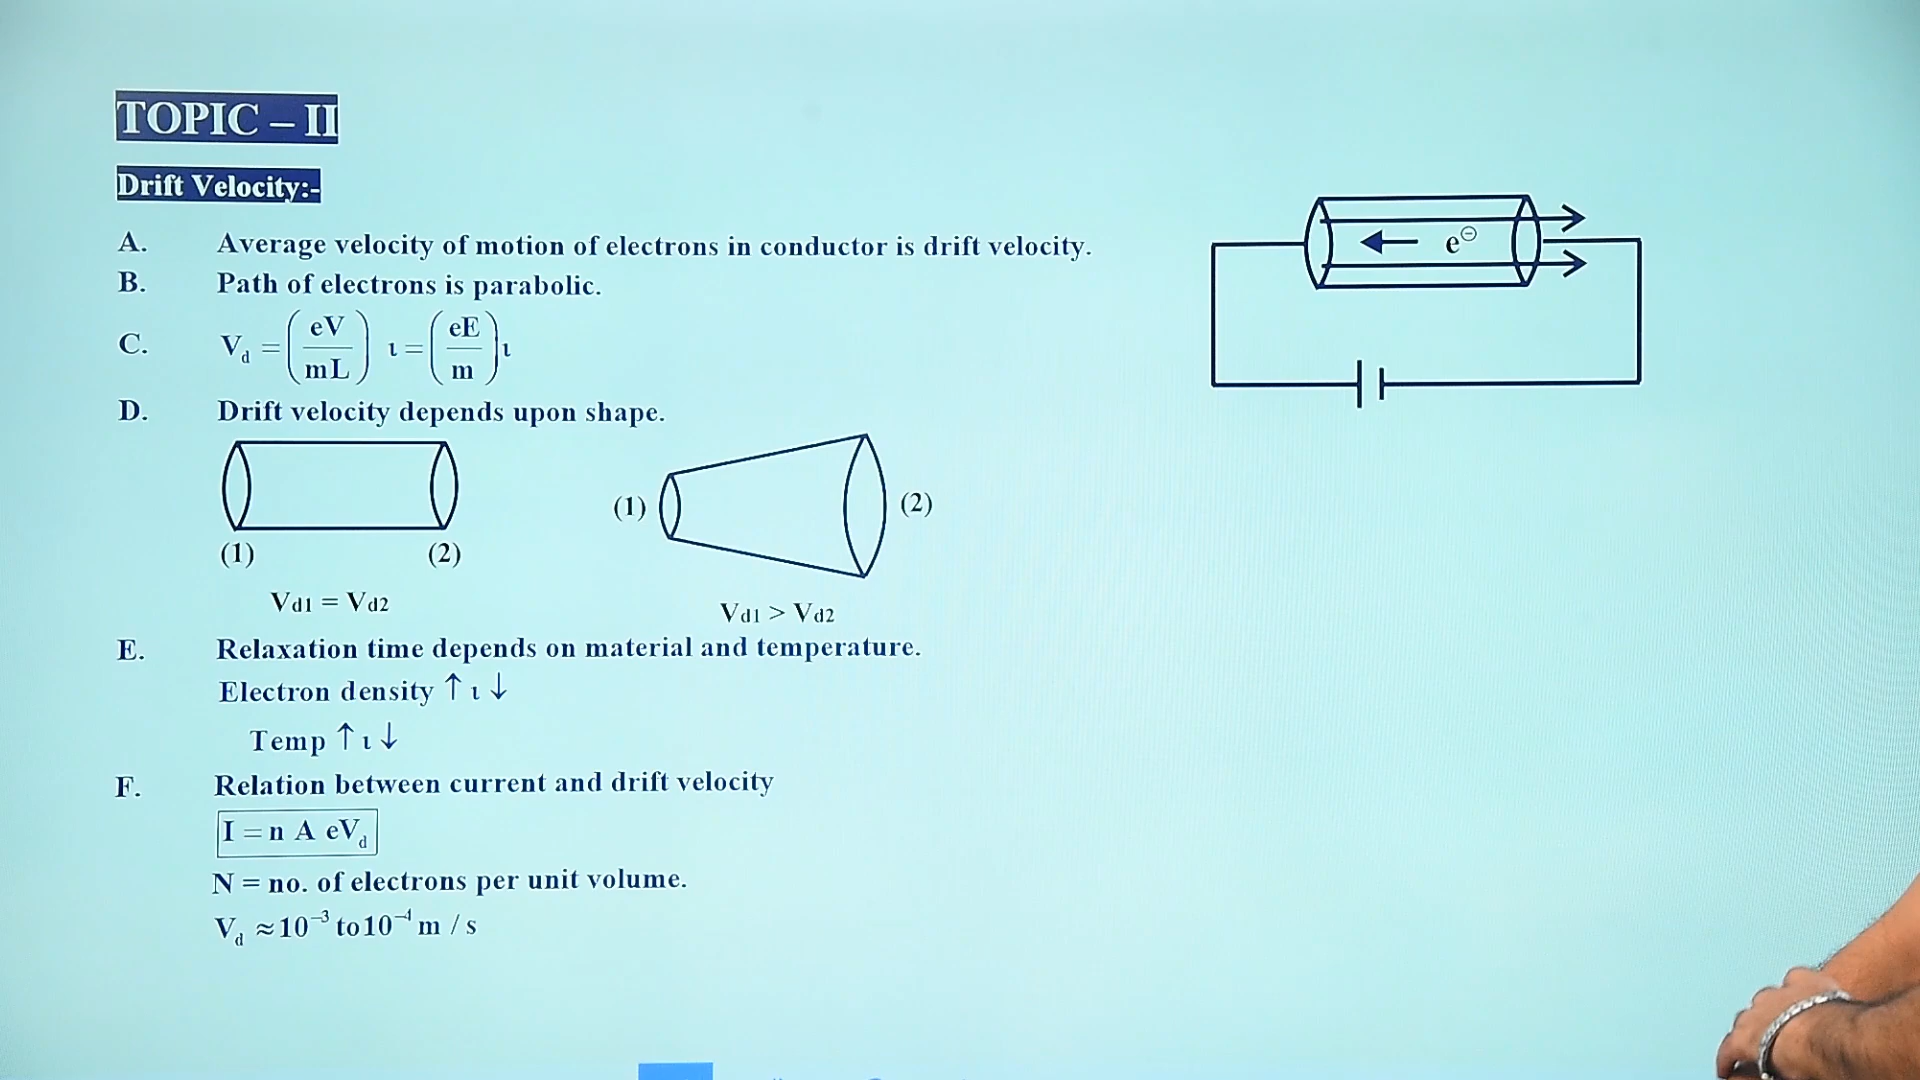 TOPIC – II
Drift Velocity:-
A. Average velocity of motion of electrons in conductor is drift velocity.
B. Path of electrons is parabolic.
C. V_d = (eV/mL) ι = (eE/m) ι
e⊖
D. Drift velocity depends upon shape.
(1) (2)
(1) (2)
Vd1 = Vd2
Vd1 > Vd2
E. Relaxation time depends on material and temperature.
Electron density ↑ ι ↓
Temp ↑ ι ↓
F. Relation between current and drift velocity
I = n A eV_d
N = no. of electrons per unit volume.
V_d ≈ 10⁻³ to 10⁻⁴ m / s